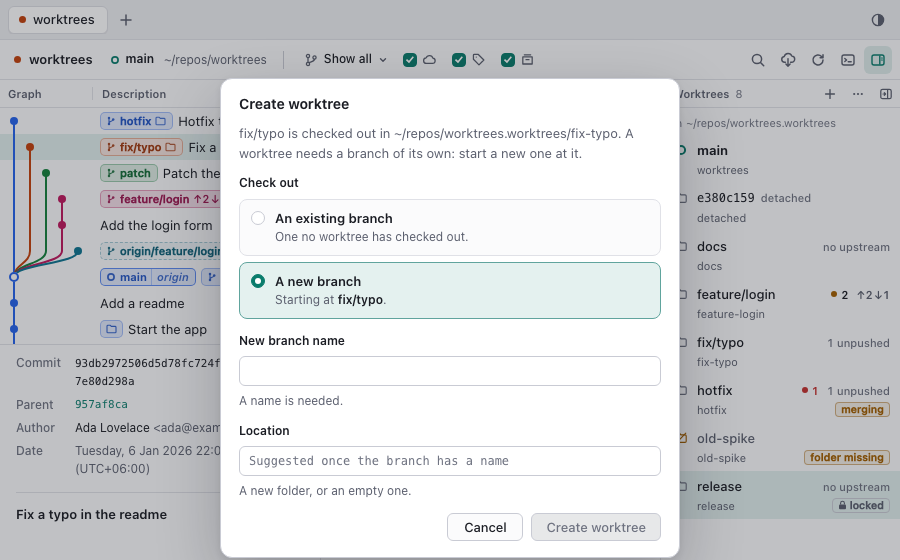 worktrees
worktrees main ~/repos/worktrees Show all
Graph Description
Worktrees 8
hotfix Hotfix
fix/typo Fix a
patch Patch the
feature/login ↑2↓
Add the login form
origin/feature/login
main origin
Add a readme
Start the app
Commit 93db2972506d5d78fc724f
7e80d298a
Parent 957af8ca
Author Ada Lovelace <ada@exam
Date Tuesday, 6 Jan 2026 22:0
(UTC+06:00)
Fix a typo in the readme
Create worktree
fix/typo is checked out in ~/repos/worktrees.worktrees/fix-typo. A
worktree needs a branch of its own: start a new one at it.
Check out
An existing branch
One no worktree has checked out.
A new branch
Starting at fix/typo.
New branch name
A name is needed.
Location
Suggested once the branch has a name
A new folder, or an empty one.
Cancel Create worktree
~/repos/worktrees.worktrees
main
worktrees
e380c159 detached
detached
docs no upstream
docs
feature/login 2 ↑2↓1
feature-login
fix/typo 1 unpushed
fix-typo
hotfix 1 1 unpushed
hotfix merging
old-spike
old-spike folder missing
release no upstream
release locked